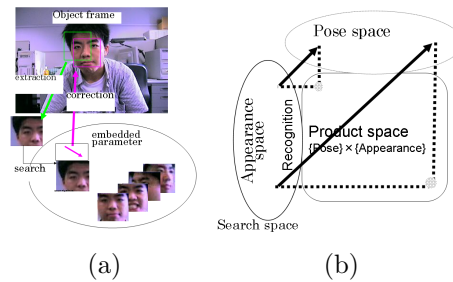 Object frame
extraction
correction
embedded
parameter
search
(a)
Pose space
Appearance
space
Recognition
Product space
{Pose}×{Appearance}
Search space
(b)